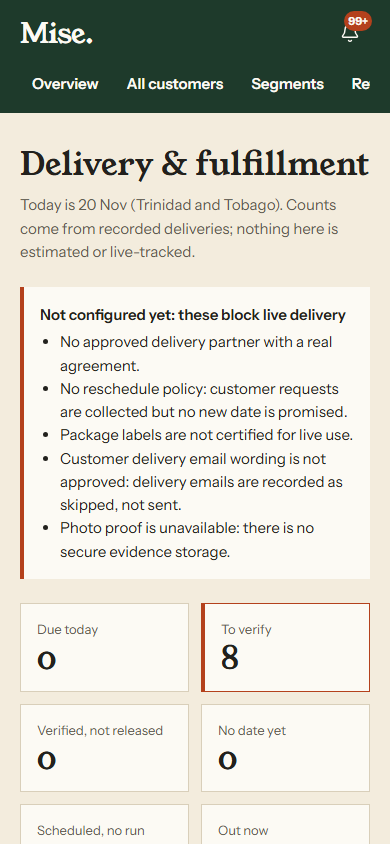 Mise.
99+
Overview All customers Segments Re
Delivery & fulfillment
Today is 20 Nov (Trinidad and Tobago). Counts
come from recorded deliveries; nothing here is
estimated or live-tracked.
Not configured yet: these block live delivery
• No approved delivery partner with a real
agreement.
• No reschedule policy: customer requests
are collected but no new date is promised.
• Package labels are not certified for live use.
• Customer delivery email wording is not
approved: delivery emails are recorded as
skipped, not sent.
• Photo proof is unavailable: there is no
secure evidence storage.
Due today
0
To verify
8
Verified, not released
0
No date yet
0
Scheduled, no run
Out now